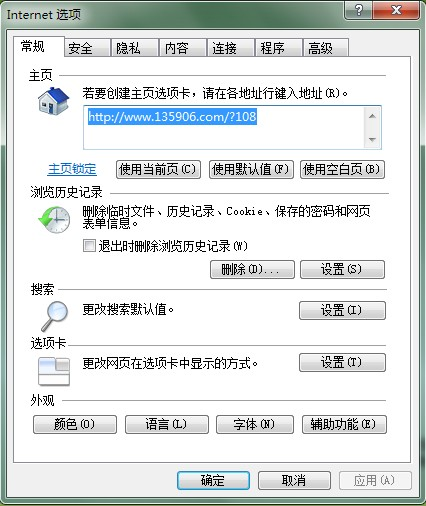 Internet 选项
常规 安全 隐私 内容 连接 程序 高级
主页
若要创建主页选项卡，请在各地址行键入地址(R)。
http://www.135906.com/?108
主页锁定 使用当前页(C) 使用默认值(F) 使用空白页(B)
浏览历史记录
删除临时文件、历史记录、Cookie、保存的密码和网页
表单信息。
退出时删除浏览历史记录(W)
删除(D)... 设置(S)
搜索
更改搜索默认值。 设置(I)
选项卡
更改网页在选项卡中显示的方式。 设置(T)
外观
颜色(O) 语言(L) 字体(N) 辅助功能(E)
确定 取消 应用(A)